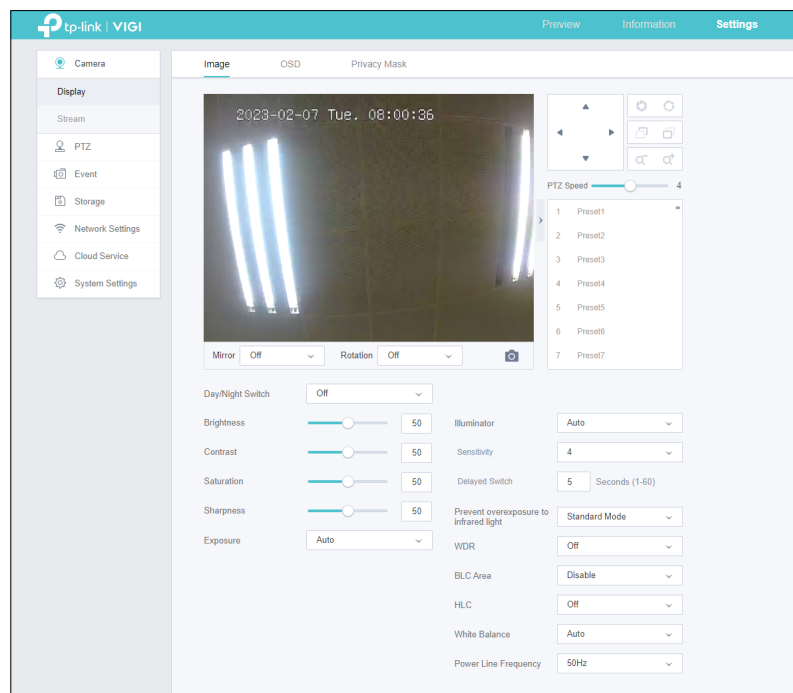 tp-link | VIGI
Preview Information Settings
Camera
Display
Stream
PTZ
Event
Storage
Network Settings
Cloud Service
System Settings
Image OSD Privacy Mask
2023-02-07 Tue. 08:00:36
PTZ Speed 4
1 Preset1
2 Preset2
3 Preset3
4 Preset4
5 Preset5
6 Preset6
7 Preset7
Mirror Off Rotation Off
Day/Night Switch Off
Brightness 50
Contrast 50
Saturation 50
Sharpness 50
Exposure Auto
Illuminator Auto
Sensitivity 4
Delayed Switch 5 Seconds (1-60)
Prevent overexposure to
infrared light Standard Mode
WDR Off
BLC Area Disable
HLC Off
White Balance Auto
Power Line Frequency 50Hz